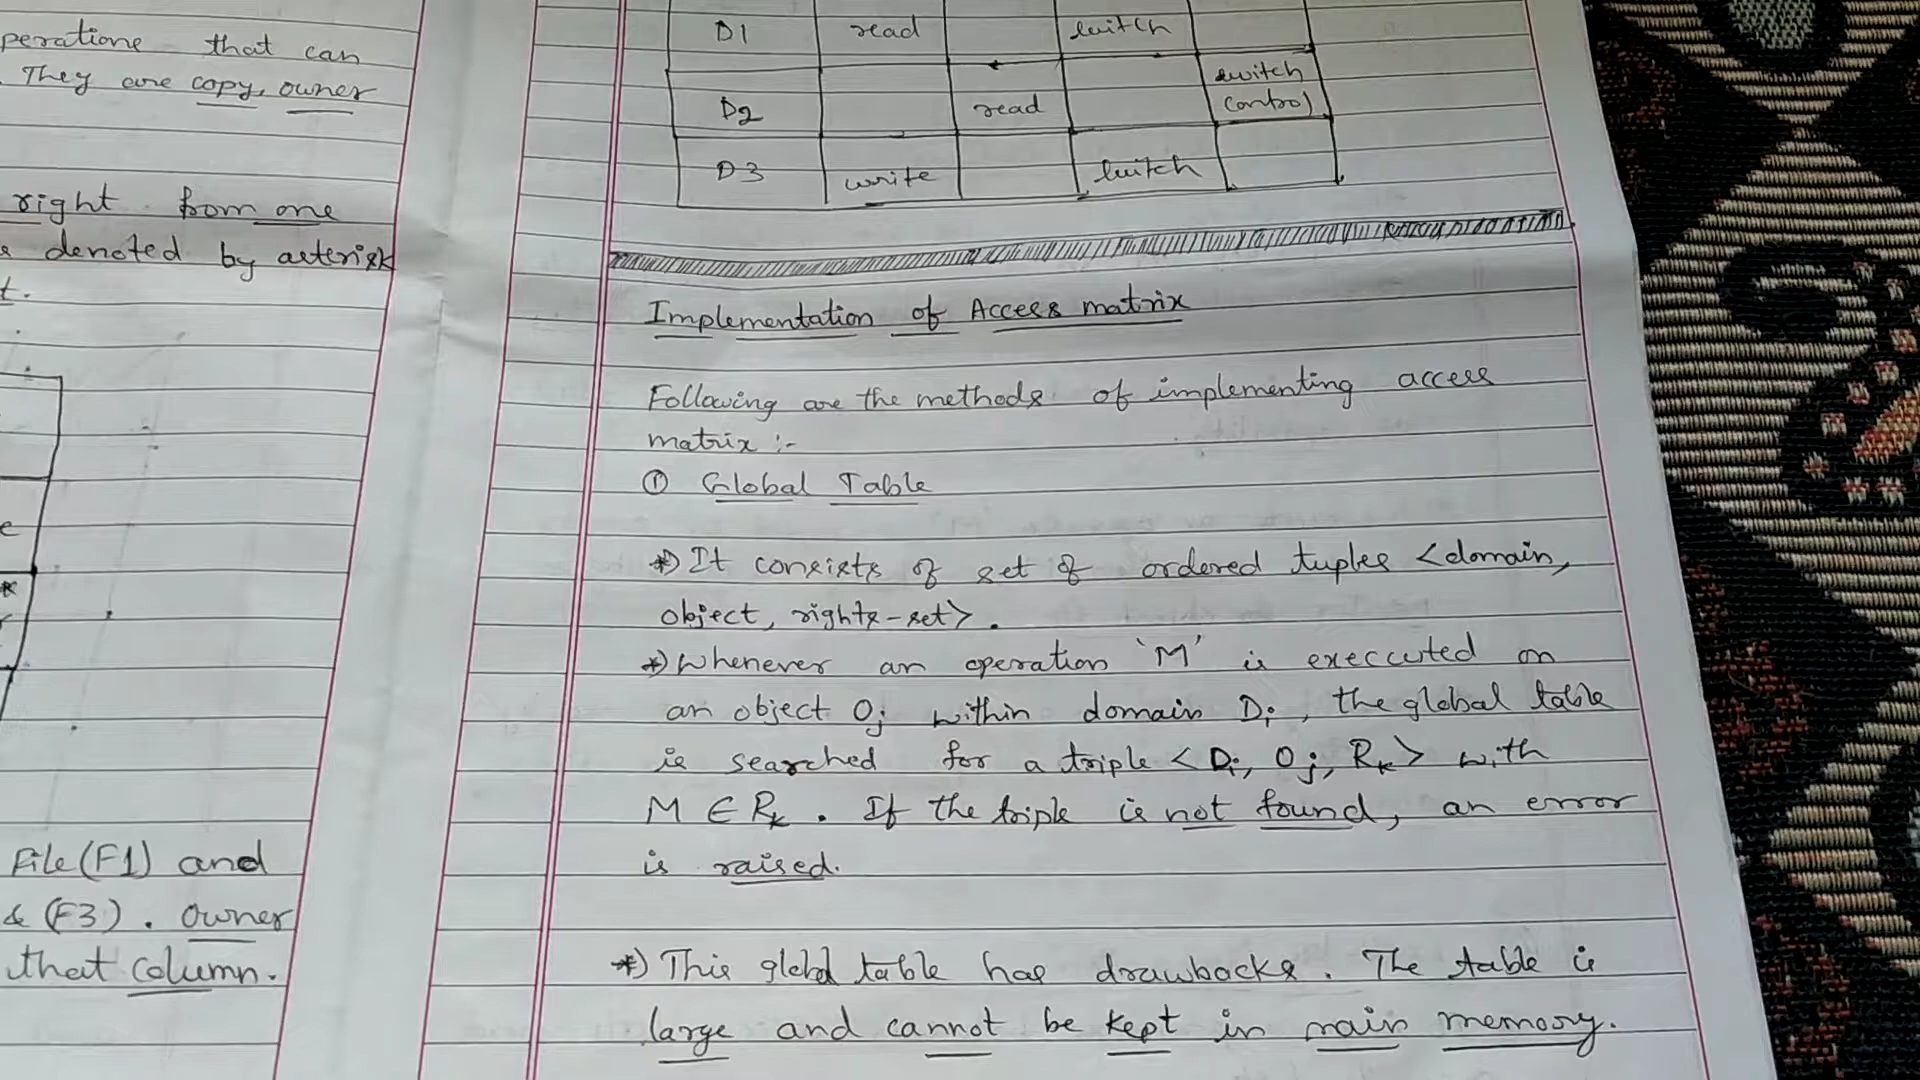 perations that can
They are copy, owner
right from one
denoted by asterisk
t.
e
*
File (F1) and
& (F3). Owner
that column.
D1 read switch
D2 read switch control
D3 write switch
Implementation of Access matrix
Following are the methods of implementing access
matrix :-
① Global Table
*) It consists of set of ordered tuples <domain,
object, rights-set>.
*) Whenever an operation 'M' is executed on
an object Oj within domain Di, the global table
is searched for a triple <Di, Oj, Rk> with
M ∈ Rk. If the triple is not found, an error
is raised.
*) This global table has drawbacks. The table is
large and cannot be kept in main memory.